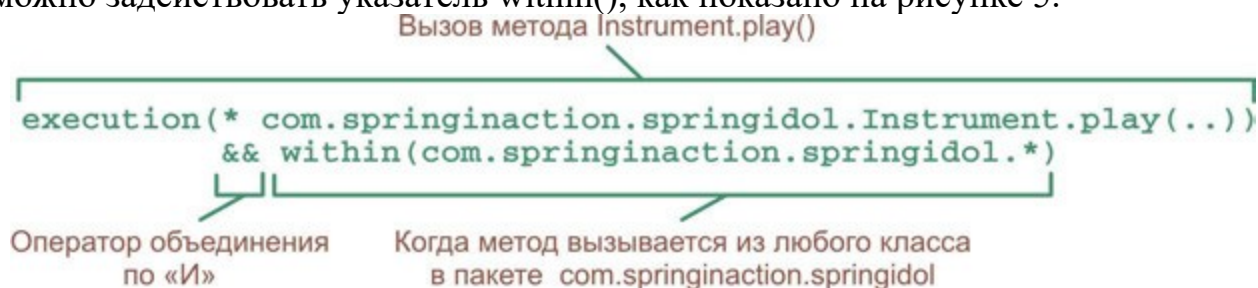 можно задействовать указатель within(), как показано на рисунке 5.
Вызов метода Instrument.play()
execution(* com.springinaction.springidol.Instrument.play(..))
&& within(com.springinaction.springidol.*)
Оператор объединения
по «И»
Когда метод вызывается из любого класса
в пакете com.springinaction.springidol